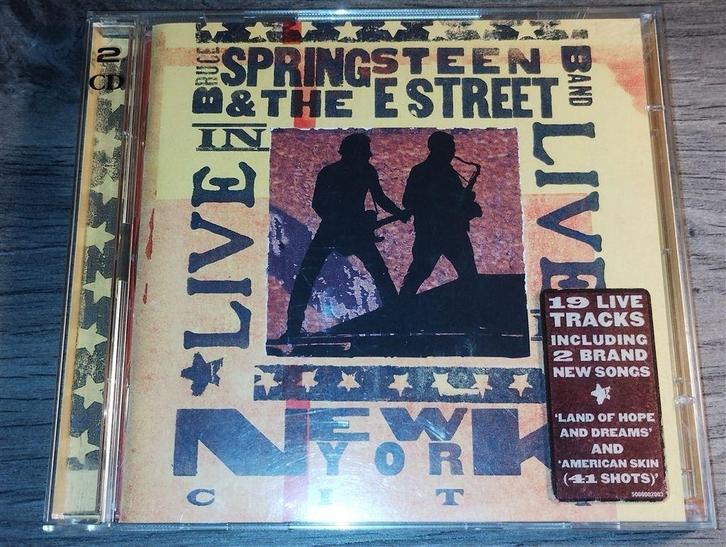 2
CD
BRUCE
SPRINGSTEEN
& THE E STREET
BAND
LIVE
IN
LIVE
NEW
YORK
CITY
19 LIVE
TRACKS
INCLUDING
2 BRAND
NEW SONGS
'LAND OF HOPE
AND DREAMS'
AND
'AMERICAN SKIN
(41 SHOTS)'